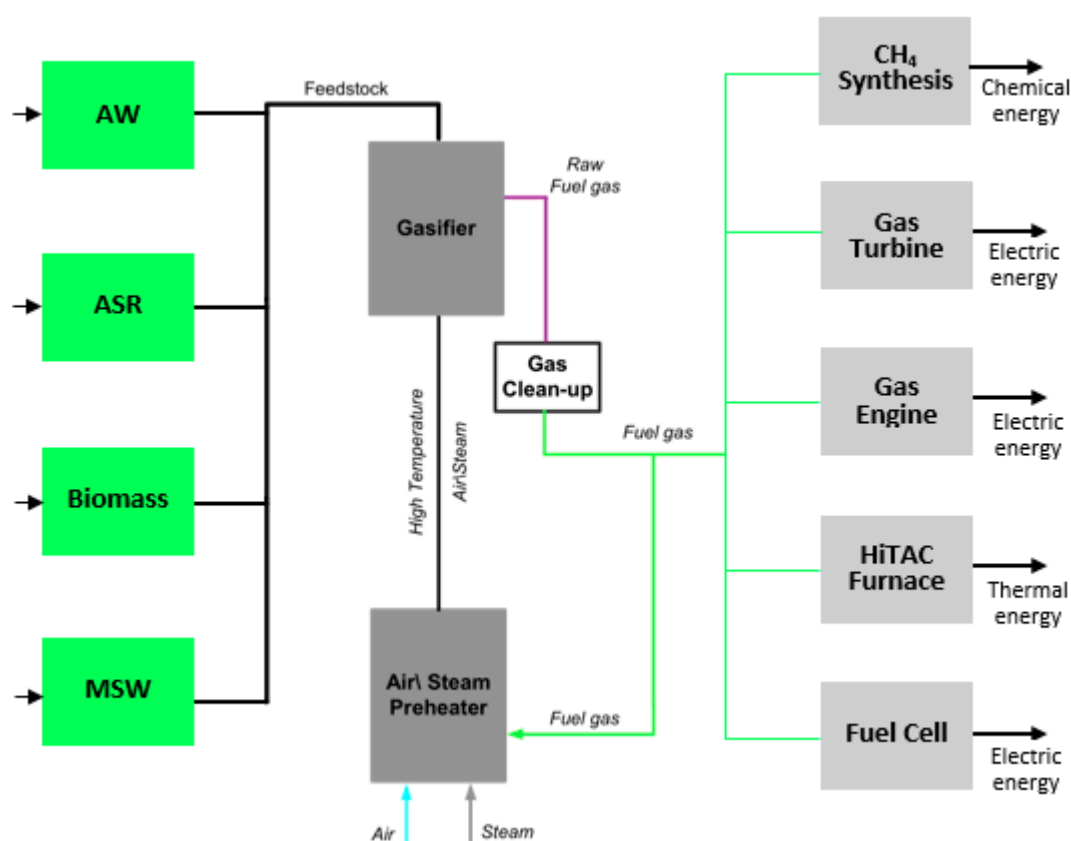 AW
ASR
Biomass
MSW
Feedstock
Gasifier
Raw
Fuel gas
Gas
Clean-up
High Temperature
Air\Steam
Air\ Steam
Preheater
Air
Steam
Fuel gas
Fuel gas
CH₄
Synthesis
Chemical
energy
Gas
Turbine
Electric
energy
Gas
Engine
Electric
energy
HiTAC
Furnace
Thermal
energy
Fuel Cell
Electric
energy